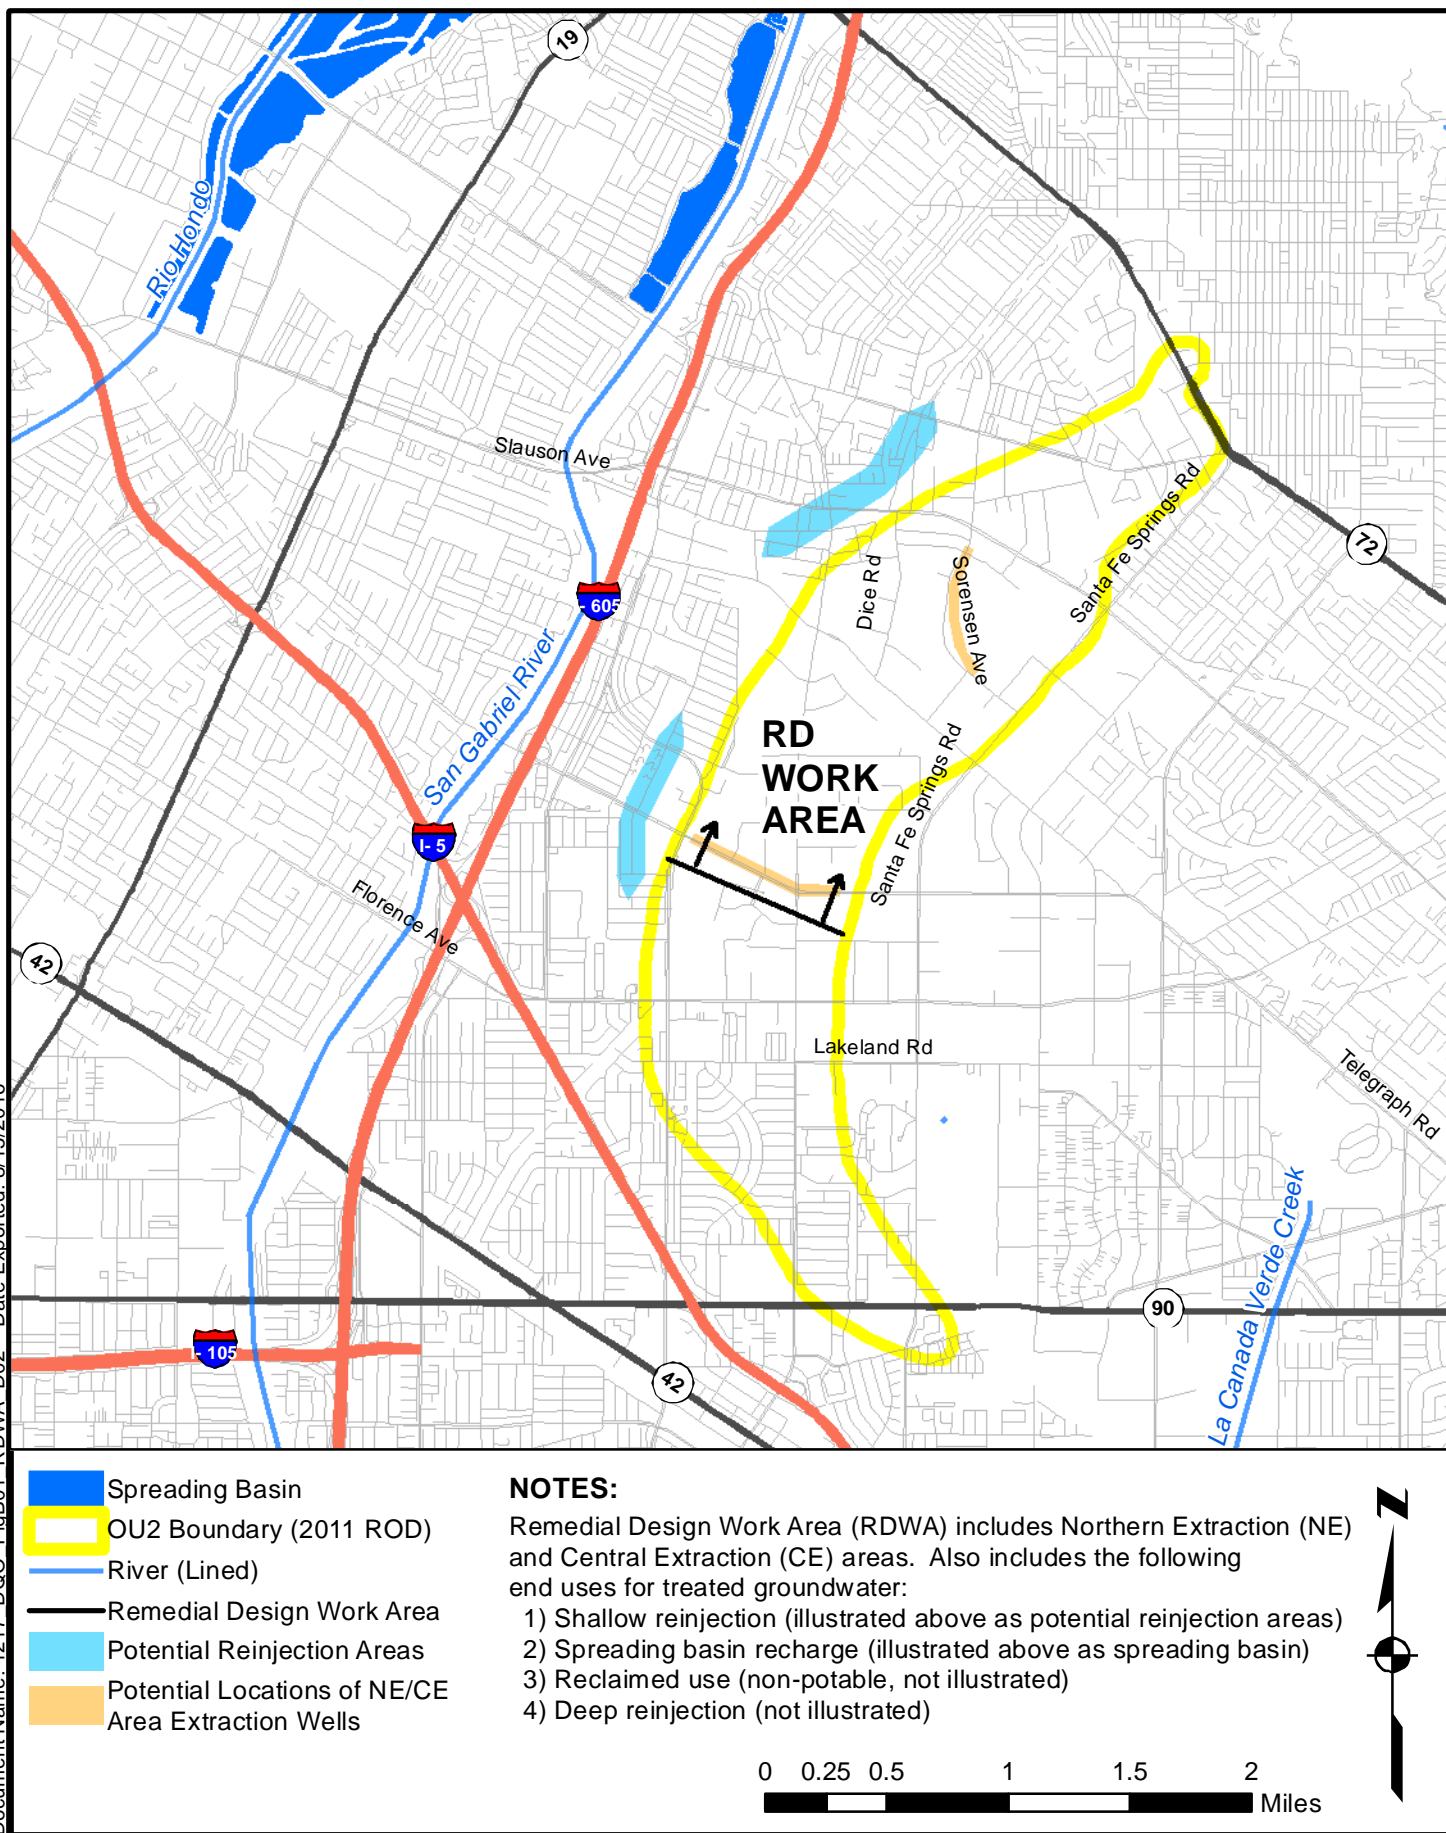 19
Rio Hondo
Slauson Ave
Santa Fe Springs Rd
72
Dice Rd
Sorensen Ave
- 605
San Gabriel River
RD
WORK
AREA
Santa Fe Springs Rd
I- 5
Florence Ave
42
Lakeland Rd
Telegraph Rd
La Canada Verde Creek
90
- 105
42
Spreading Basin
OU2 Boundary (2011 ROD)
River (Lined)
Remedial Design Work Area
Potential Reinjection Areas
Potential Locations of NE/CE
Area Extraction Wells
NOTES:
Remedial Design Work Area (RDWA) includes Northern Extraction (NE)
and Central Extraction (CE) areas.  Also includes the following
end uses for treated groundwater:
1) Shallow reinjection (illustrated above as potential reinjection areas)
2) Spreading basin recharge (illustrated above as spreading basin)
3) Reclaimed use (non-potable, not illustrated)
4) Deep reinjection (not illustrated)
N
0 0.25 0.5 1 1.5 2
Miles